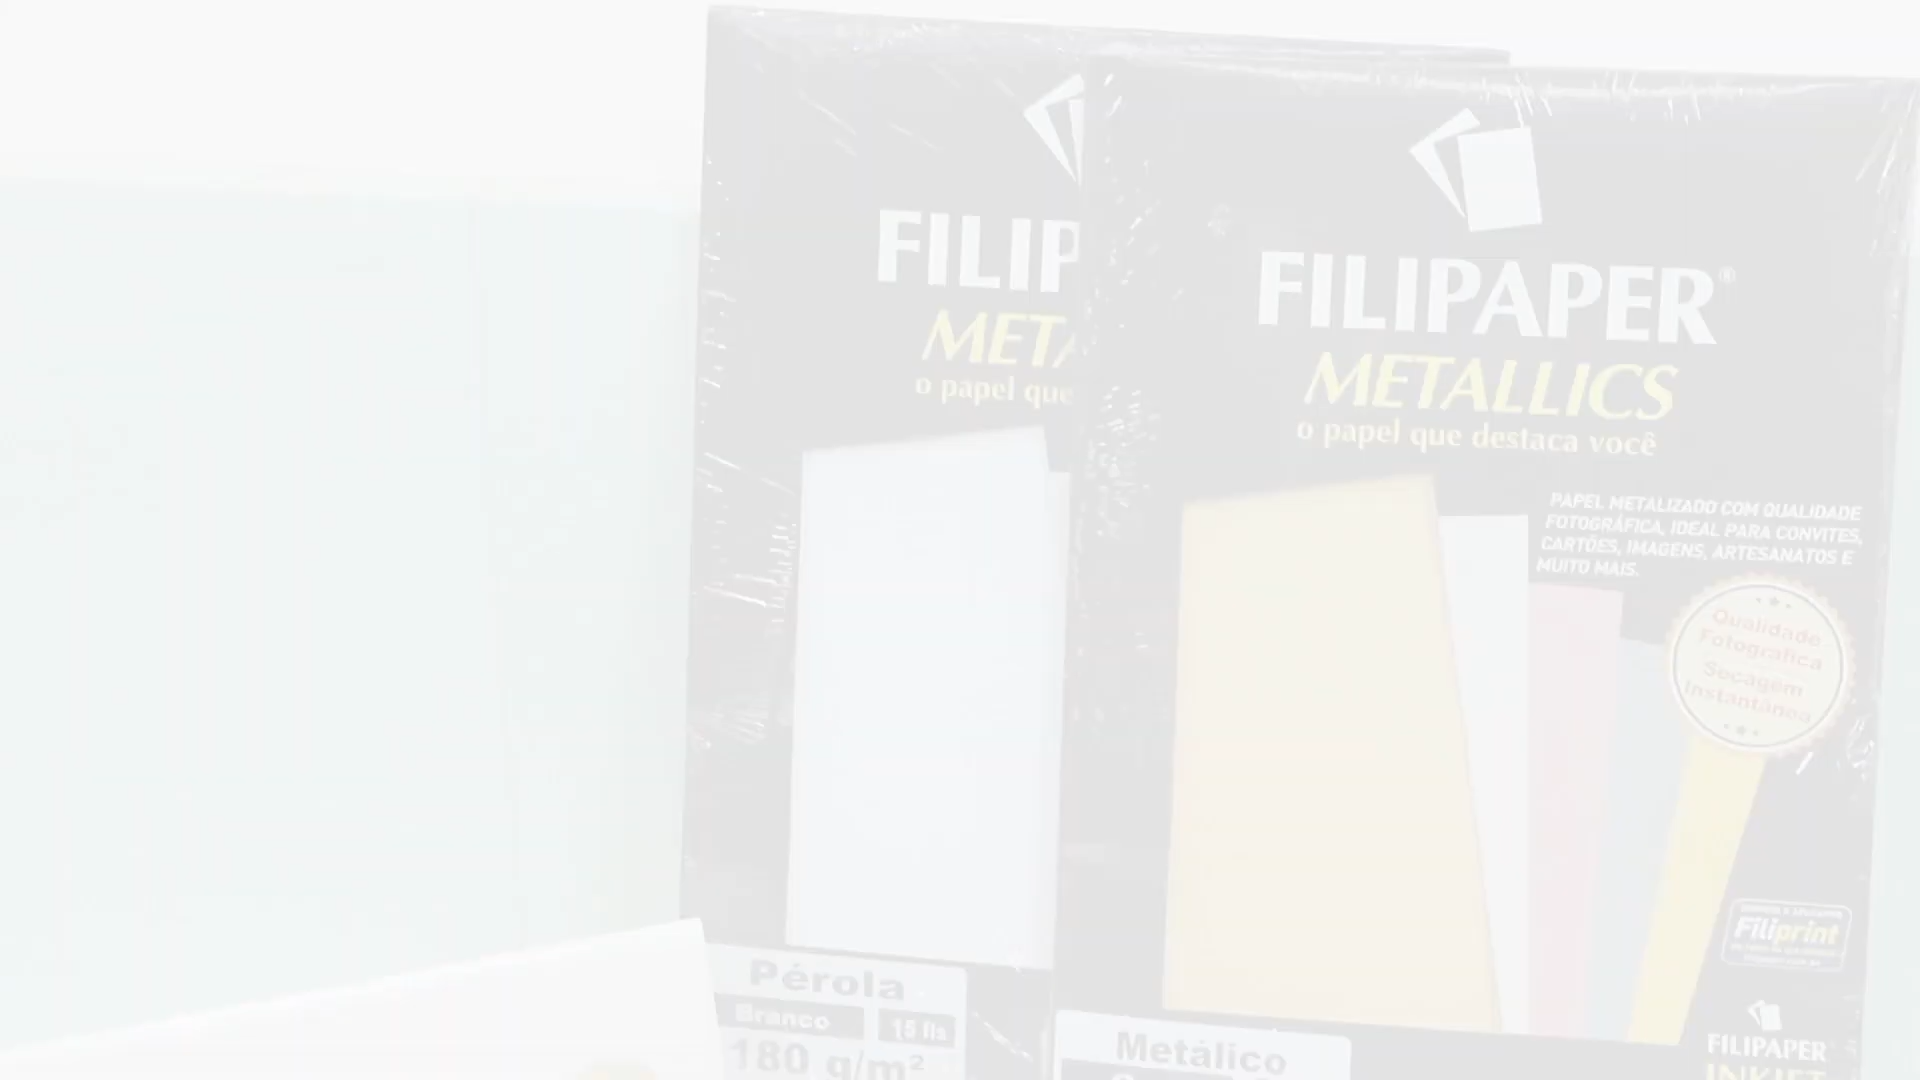 FILIP
META
o papel que
Pérola
Branco
15 fls
180 g/m²
FILIPAPER®
METALLICS
o papel que destaca você
PAPEL METALIZADO COM QUALIDADE
FOTOGRÁFICA, IDEAL PARA CONVITES,
CARTÕES, IMAGENS, ARTESANATOS E
MUITO MAIS.
Qualidade
Fotográfica
Secagem
Instantânea
Filiprint
Metálico
FILIPAPER
INKJET